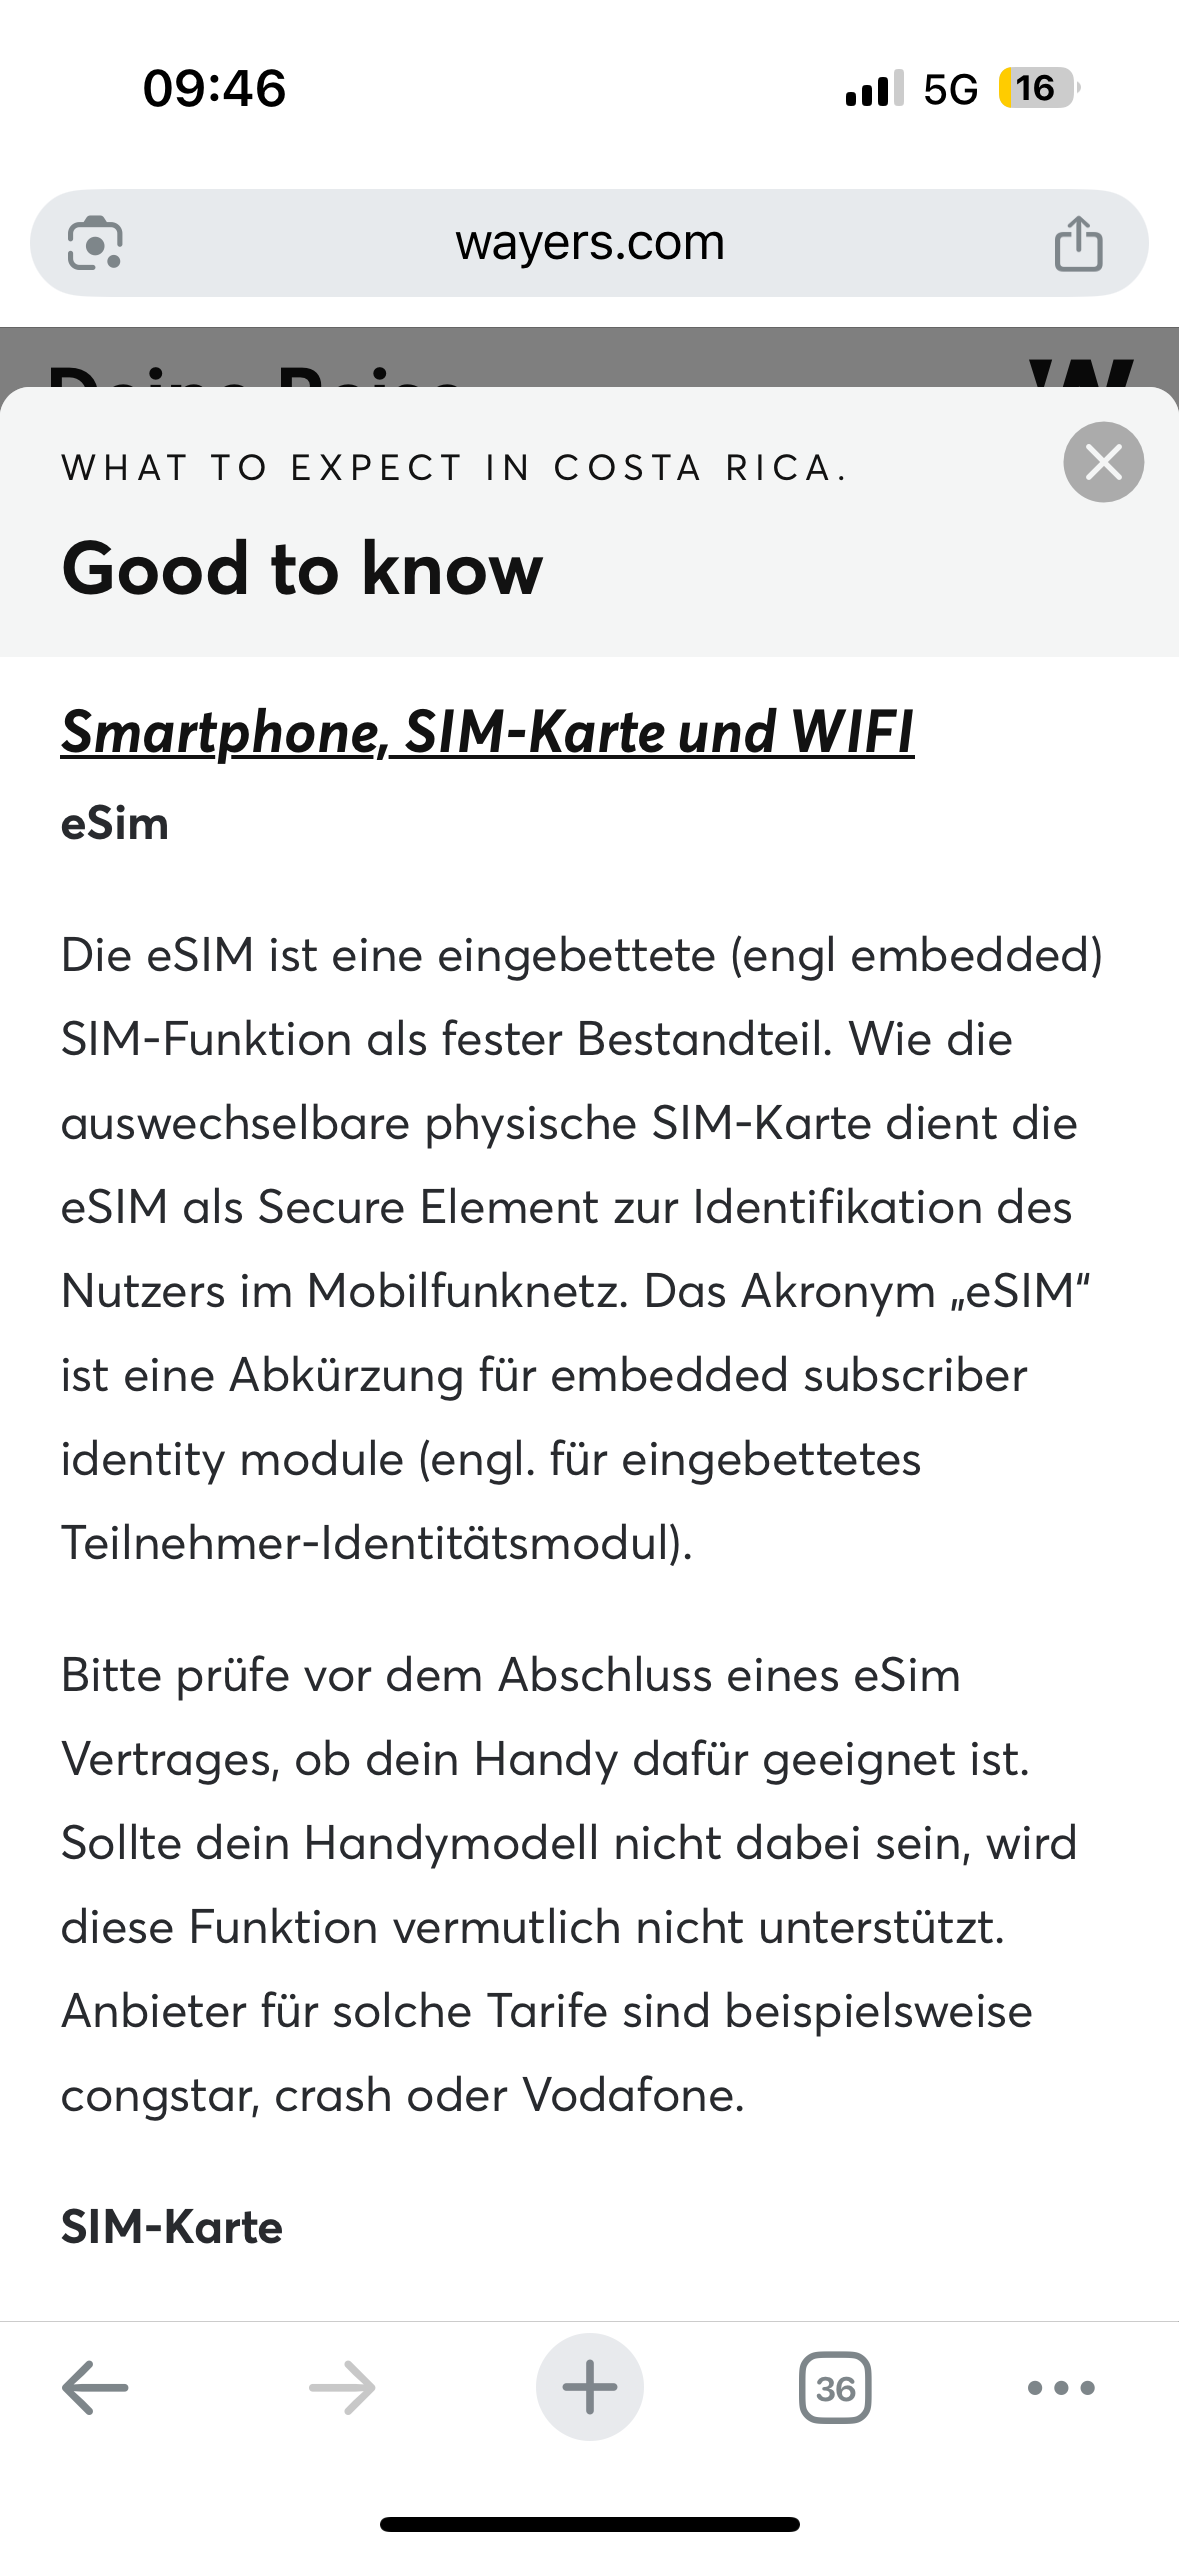 09:46
5G
16
wayers.com
Deine Reise
WHAT TO EXPECT IN COSTA RICA.
Good to know
Smartphone, SIM-Karte und WIFI
eSim
Die eSIM ist eine eingebettete (engl embedded)
SIM-Funktion als fester Bestandteil. Wie die
auswechselbare physische SIM-Karte dient die
eSIM als Secure Element zur Identifikation des
Nutzers im Mobilfunknetz. Das Akronym „eSIM“
ist eine Abkürzung für embedded subscriber
identity module (engl. für eingebettetes
Teilnehmer-Identitätsmodul).
Bitte prüfe vor dem Abschluss eines eSim
Vertrages, ob dein Handy dafür geeignet ist.
Sollte dein Handymodell nicht dabei sein, wird
diese Funktion vermutlich nicht unterstützt.
Anbieter für solche Tarife sind beispielsweise
congstar, crash oder Vodafone.
SIM-Karte
36